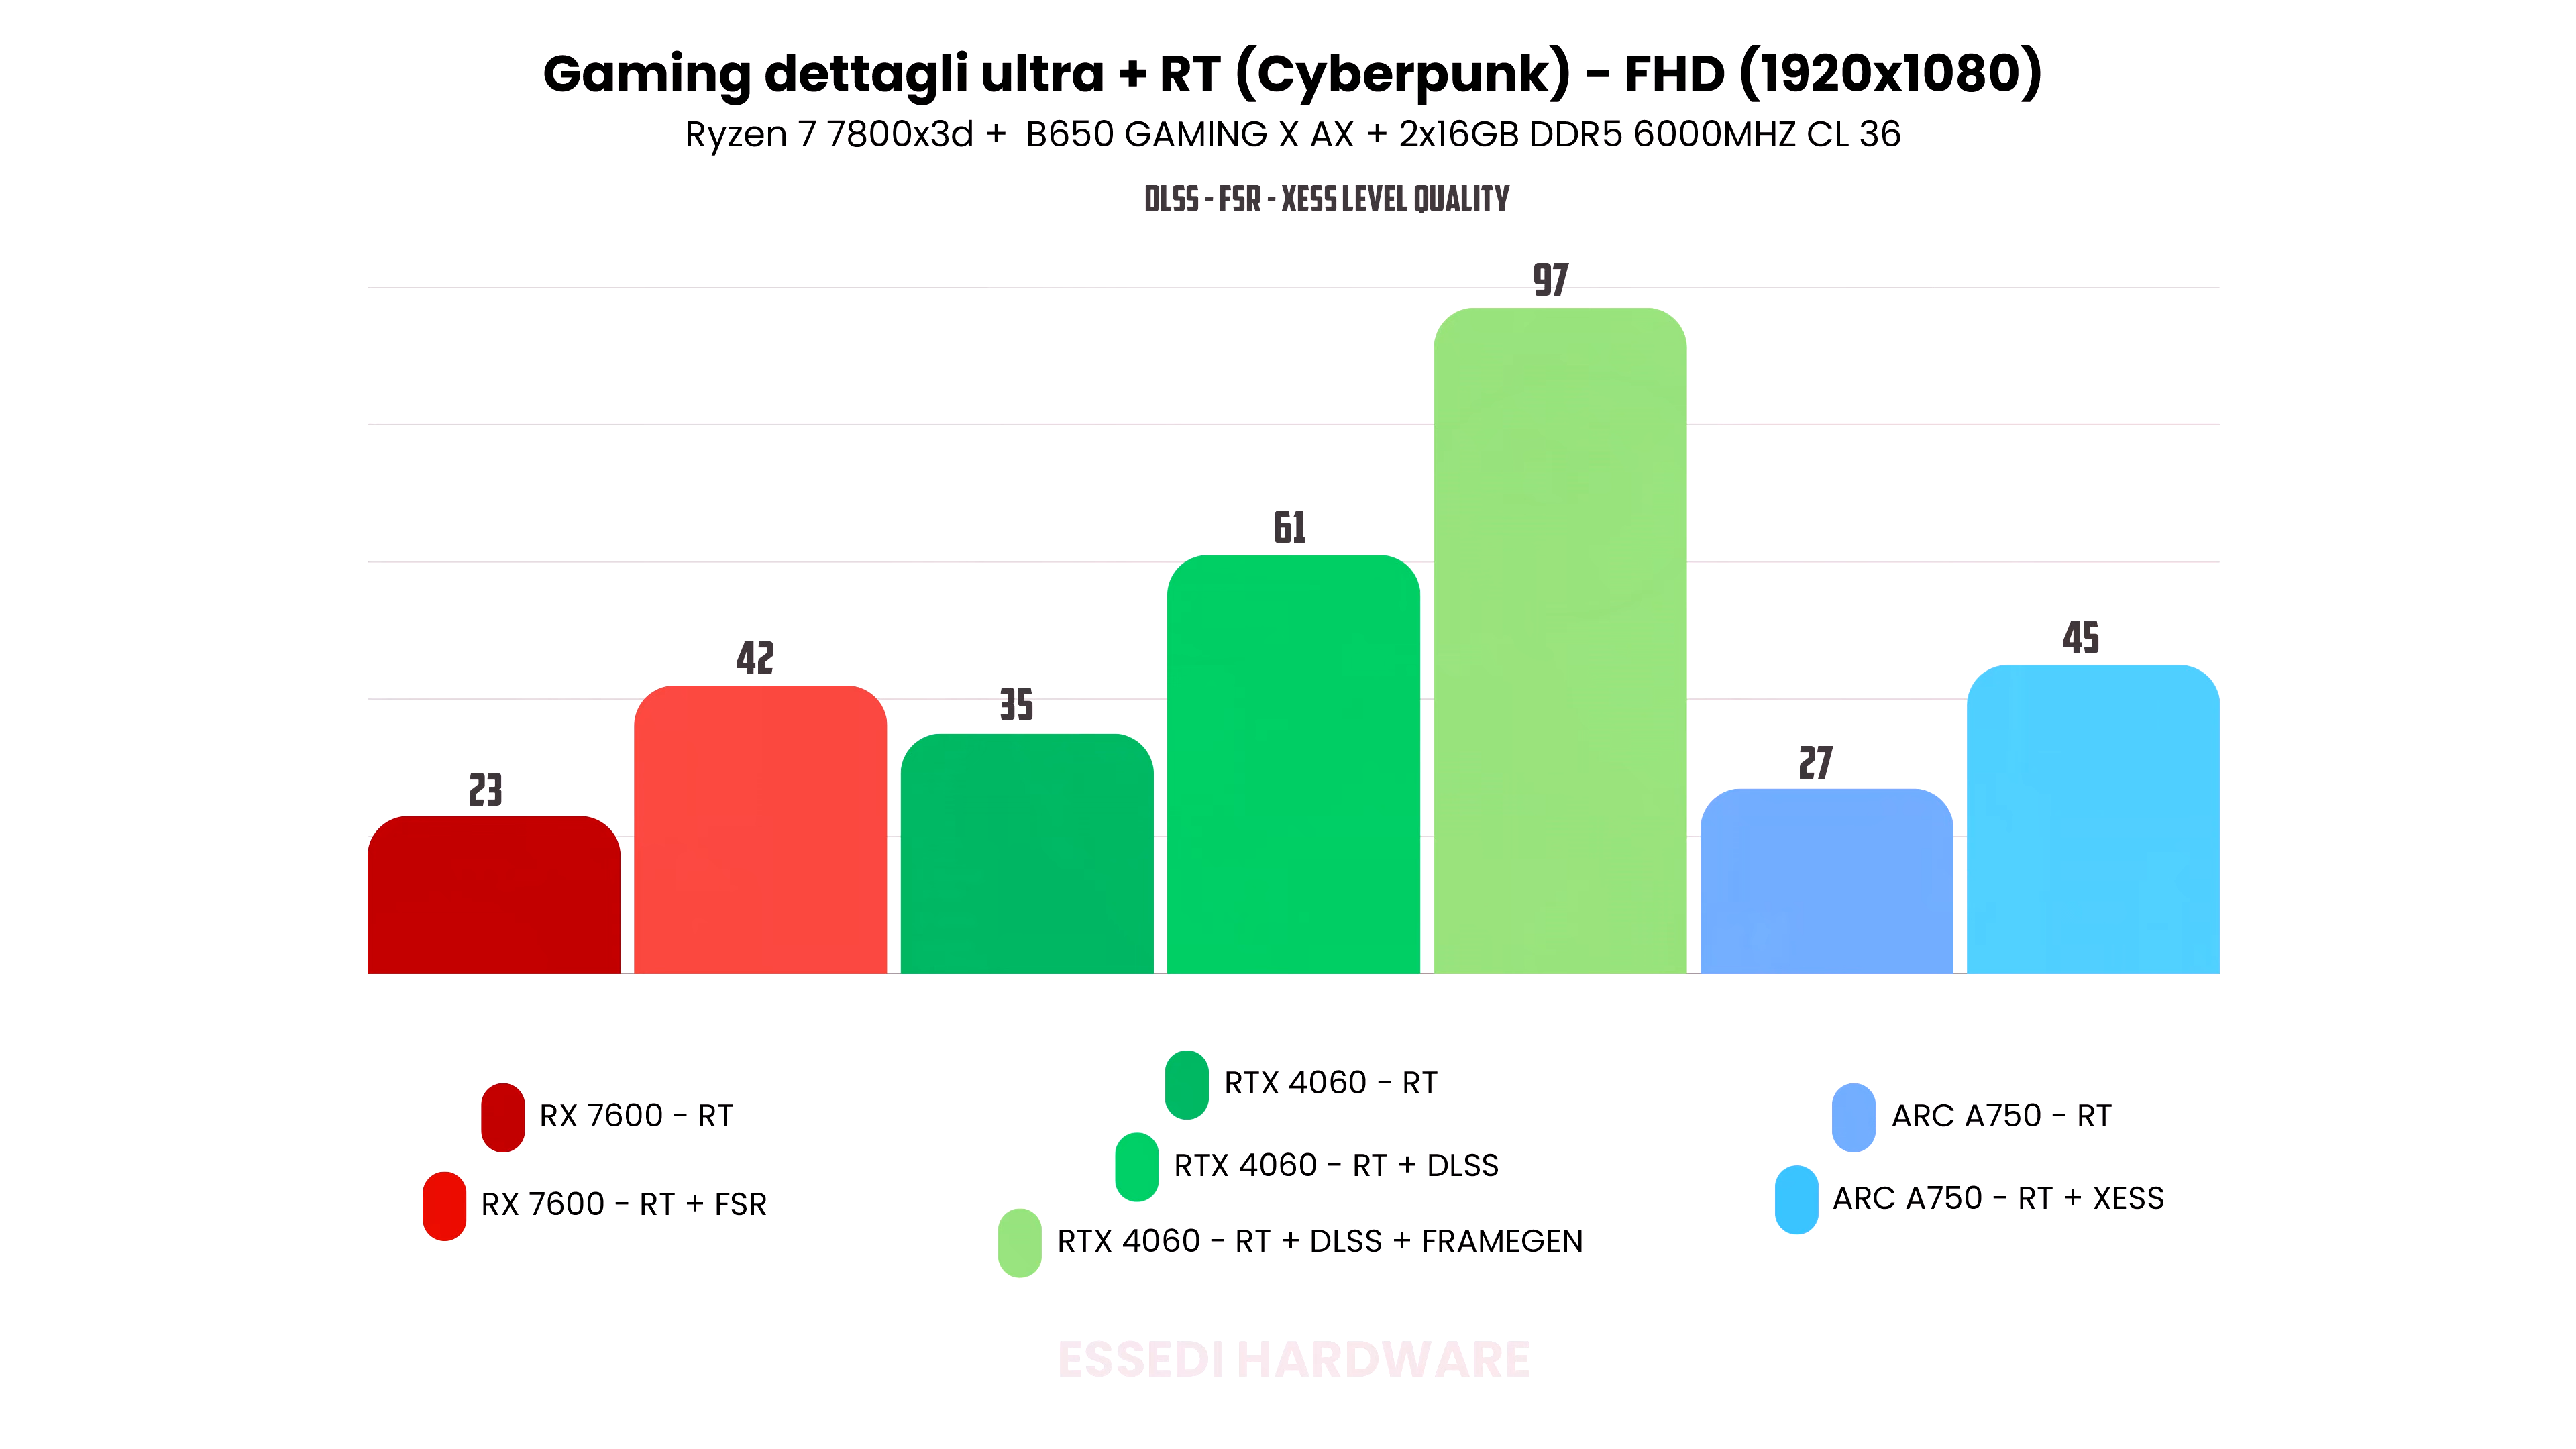 Gaming dettagli ultra + RT (Cyberpunk) - FHD (1920x1080)
Ryzen 7 7800x3d + B650 GAMING X AX + 2x16GB DDR5 6000MHZ CL 36
DLSS - FSR - XESS LEVEL QUALITY
97
61
42
45
35
23
27
RX 7600 - RT
RX 7600 - RT + FSR
RTX 4060 - RT
RTX 4060 - RT + DLSS
RTX 4060 - RT + DLSS + FRAMEGEN
ARC A750 - RT
ARC A750 - RT + XESS
ESSEDI HARDWARE